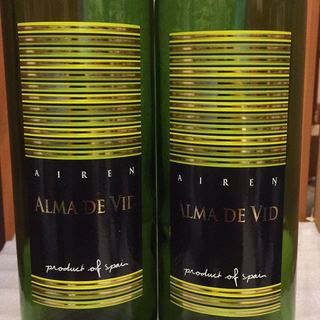 AIREN
ALMA DE VID
product of spain
AIREN
ALMA DE VID
product of spain